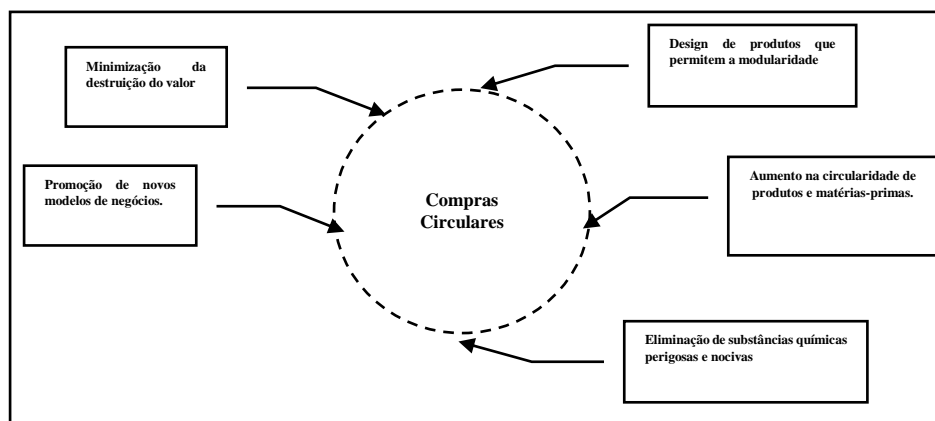 Minimização da
destruição do valor
Design de produtos que
permitem a modularidade
Promoção de novos
modelos de negócios.
Compras
Circulares
Aumento na circularidade de
produtos e matérias-primas.
Eliminação de substâncias químicas
perigosas e nocivas